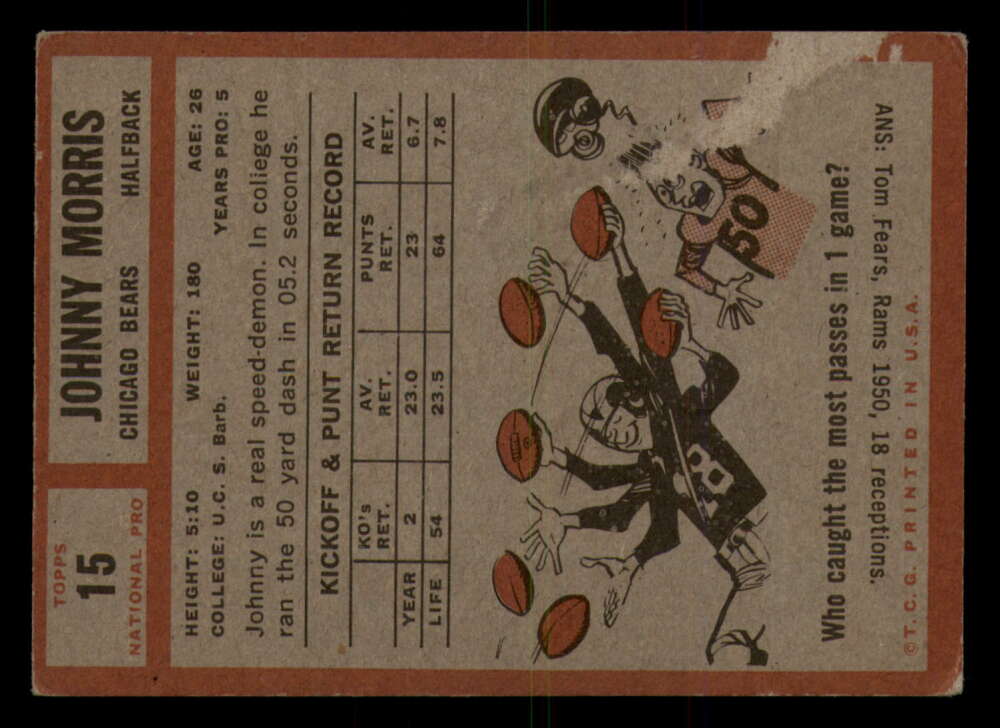 TOPPS
15
NATIONAL PRO
JOHNNY MORRIS
CHICAGO BEARS HALFBACK
HEIGHT: 5:10 WEIGHT: 180 AGE: 26
COLLEGE: U.C. S. Barb. YEARS PRO: 5
Johnny is a real speed-demon. In college he
ran the 50 yard dash in 05.2 seconds.
KICKOFF & PUNT RETURN RECORD
KO's RET. AV. RET. PUNTS RET. AV. RET.
YEAR 2 23.0 23 6.7
LIFE 54 23.5 64 7.8
50
8
Who caught the most passes in 1 game?
ANS: Tom Fears, Rams 1950, 18 receptions.
©T. C. G. PRINTED IN U.S.A.